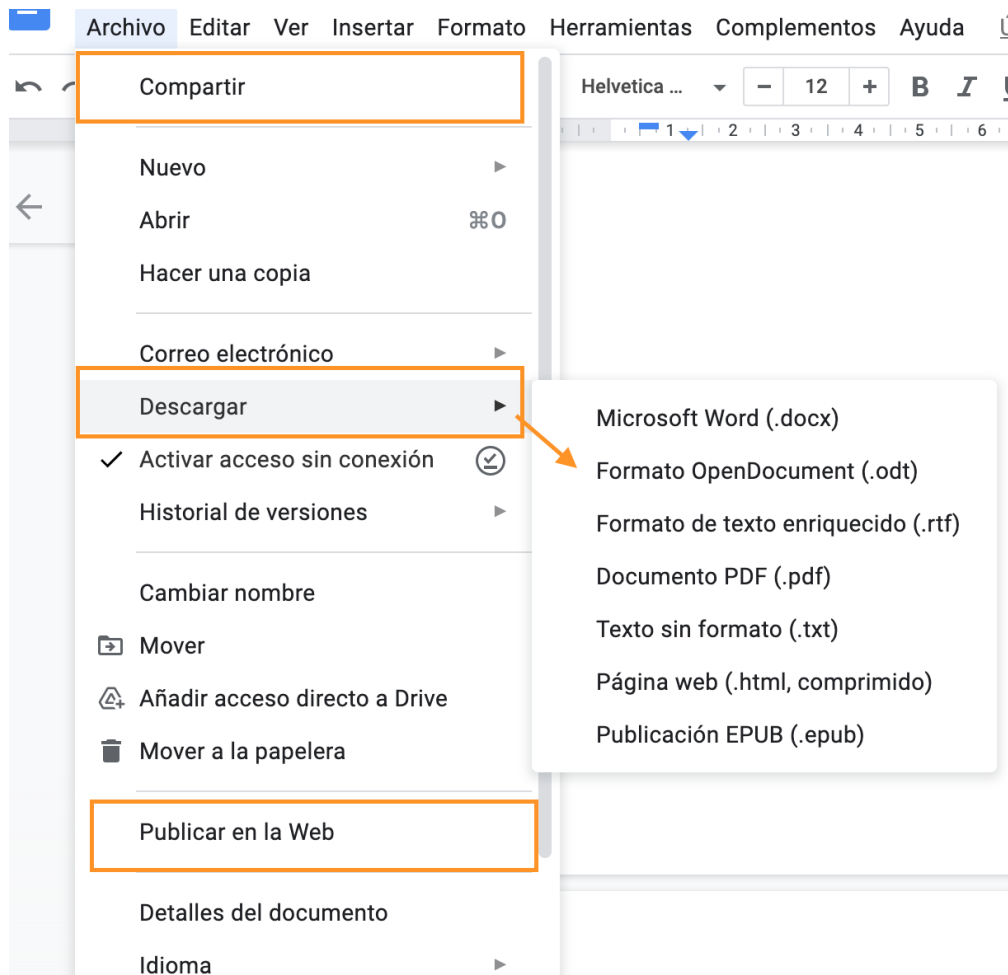 Archivo Editar Ver Insertar Formato Herramientas Complementos Ayuda
Helvetica ... − 12 + B I
1 2 3 4 5 6
Compartir
Nuevo
Abrir ⌘O
Hacer una copia
Correo electrónico
Descargar
Activar acceso sin conexión
Historial de versiones
Cambiar nombre
Mover
Añadir acceso directo a Drive
Mover a la papelera
Publicar en la Web
Detalles del documento
Idioma
Microsoft Word (.docx)
Formato OpenDocument (.odt)
Formato de texto enriquecido (.rtf)
Documento PDF (.pdf)
Texto sin formato (.txt)
Página web (.html, comprimido)
Publicación EPUB (.epub)